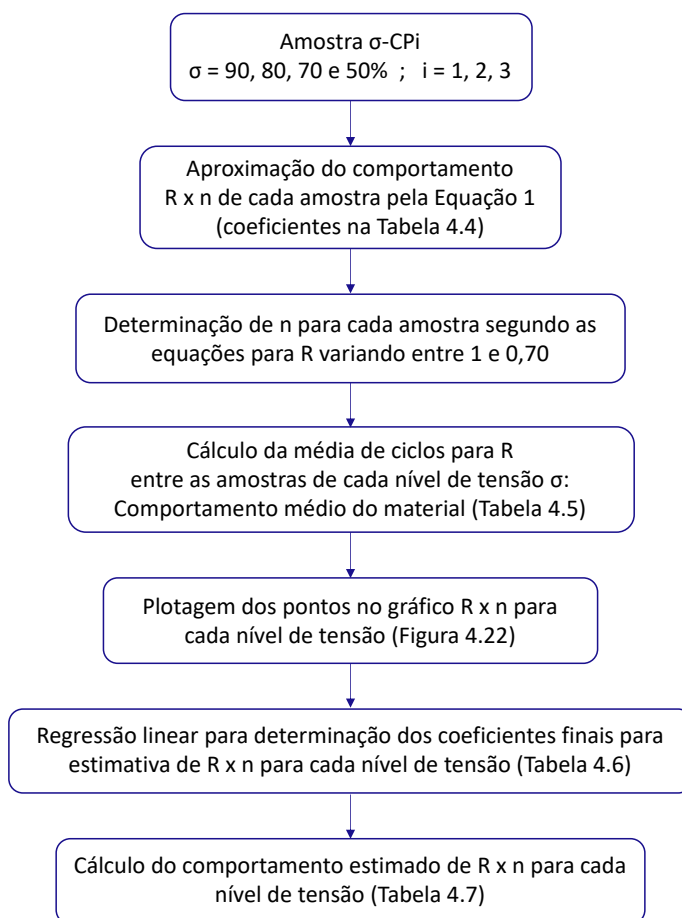 Amostra σ-CPi
σ = 90, 80, 70 e 50% ; i = 1, 2, 3
Aproximação do comportamento
R x n de cada amostra pela Equação 1
(coeficientes na Tabela 4.4)
Determinação de n para cada amostra segundo as
equações para R variando entre 1 e 0,70
Cálculo da média de ciclos para R
entre as amostras de cada nível de tensão σ:
Comportamento médio do material (Tabela 4.5)
Plotagem dos pontos no gráfico R x n para
cada nível de tensão (Figura 4.22)
Regressão linear para determinação dos coeficientes finais para
estimativa de R x n para cada nível de tensão (Tabela 4.6)
Cálculo do comportamento estimado de R x n para cada
nível de tensão (Tabela 4.7)